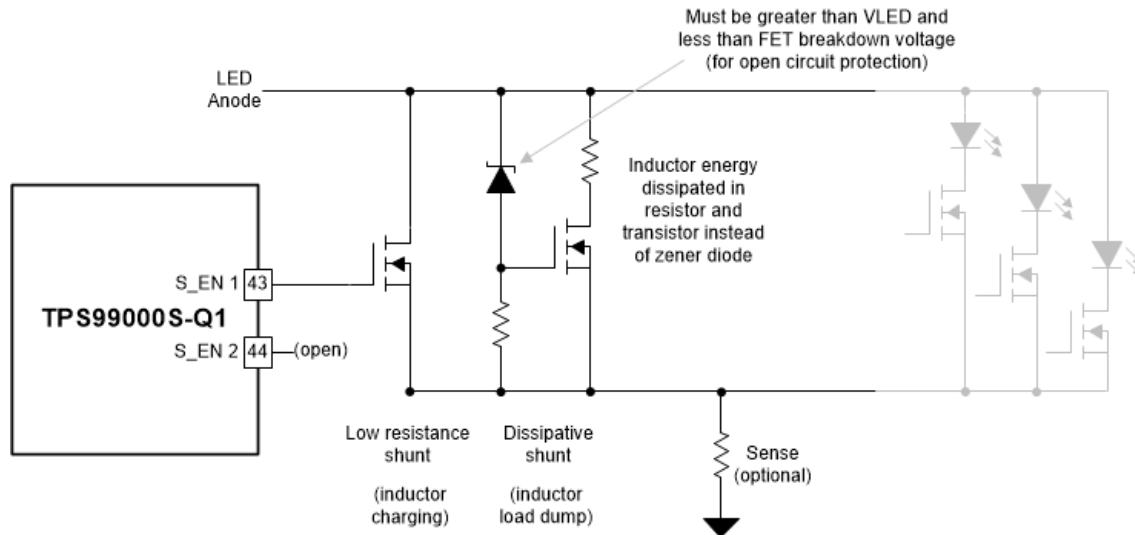 Must be greater than VLED and
less than FET breakdown voltage
(for open circuit protection)
LED
Anode
Inductor energy
dissipated in
resistor and
transistor instead
of zener diode
S_EN 1
43
TPS99000S-Q1
S_EN 2
44
(open)
Low resistance
shunt
(inductor
charging)
Dissipative
shunt
(inductor
load dump)
Sense
(optional)